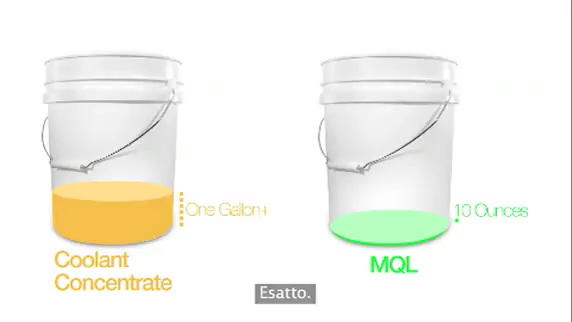 One Gallon+
10 Ounces
Coolant
Concentrate
MQL
Esatto.